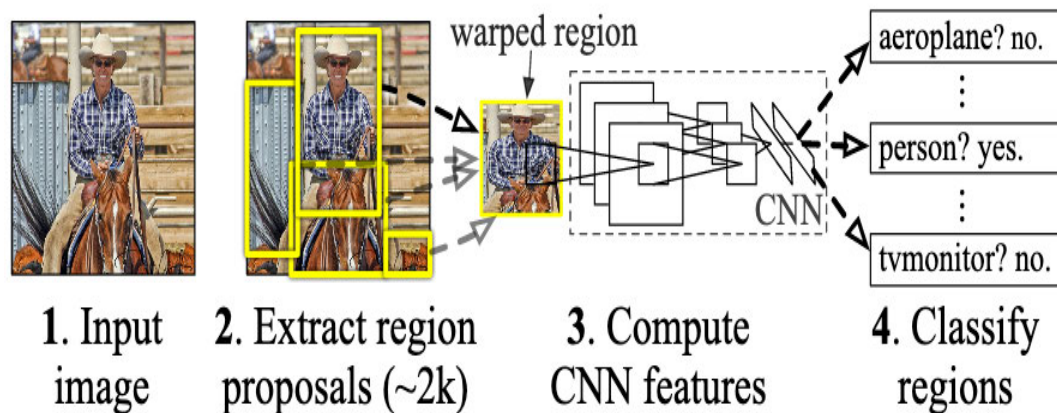 warped region
aeroplane? no.
⋮
person? yes.
CNN
⋮
tvmonitor? no.
1. Input
image
2. Extract region
proposals (~2k)
3. Compute
CNN features
4. Classify
regions